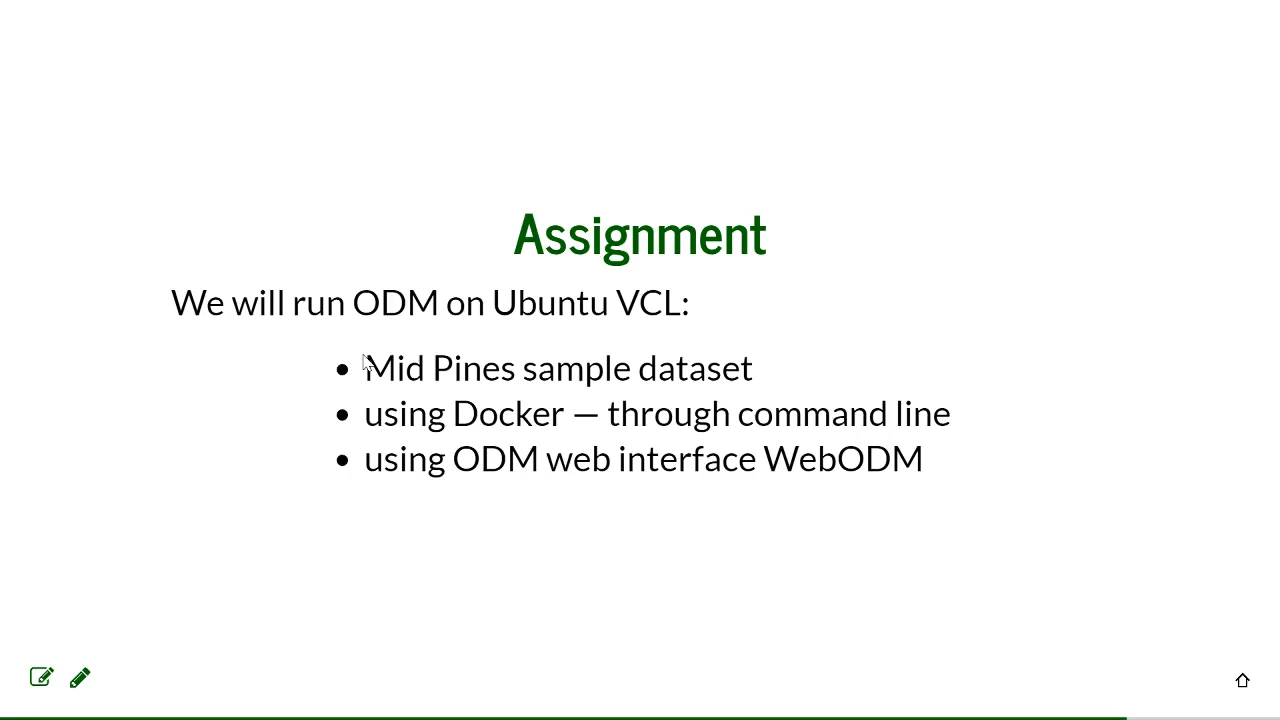 Assignment
We will run ODM on Ubuntu VCL:
• Mid Pines sample dataset
• using Docker — through command line
• using ODM web interface WebODM